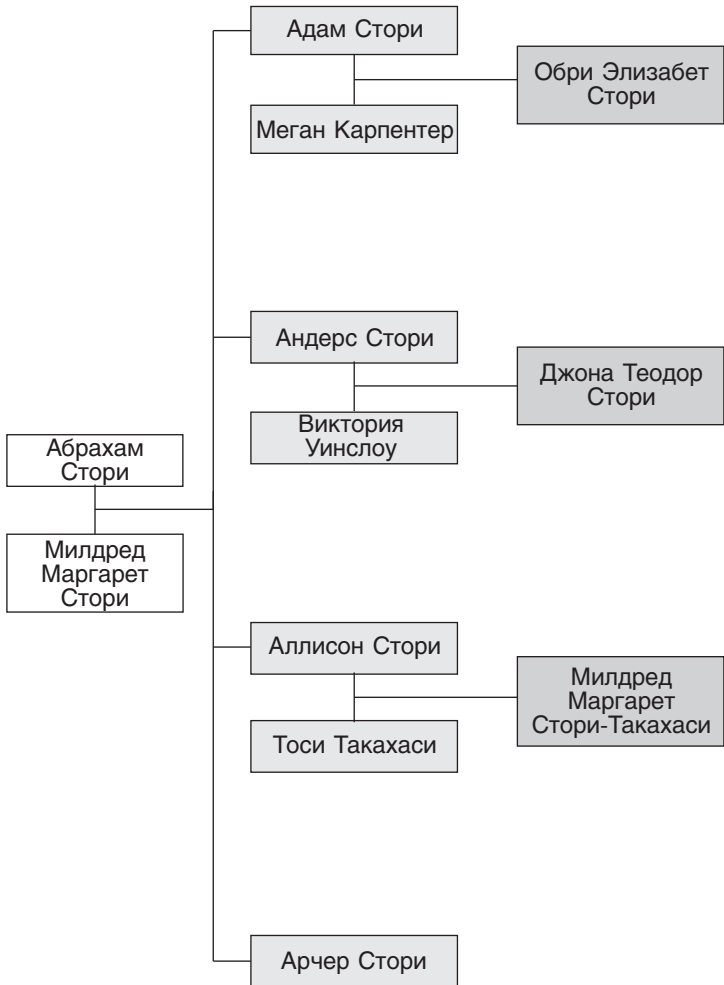 Адам Стори
Обри Элизабет
Стори
Меган Карпентер
Андерс Стори
Джона Теодор
Стори
Виктория
Уинслоу
Абрахам
Стори
Милдред
Маргарет
Стори
Аллисон Стори
Милдред
Маргарет
Стори-Такахаси
Тоси Такахаси
Арчер Стори